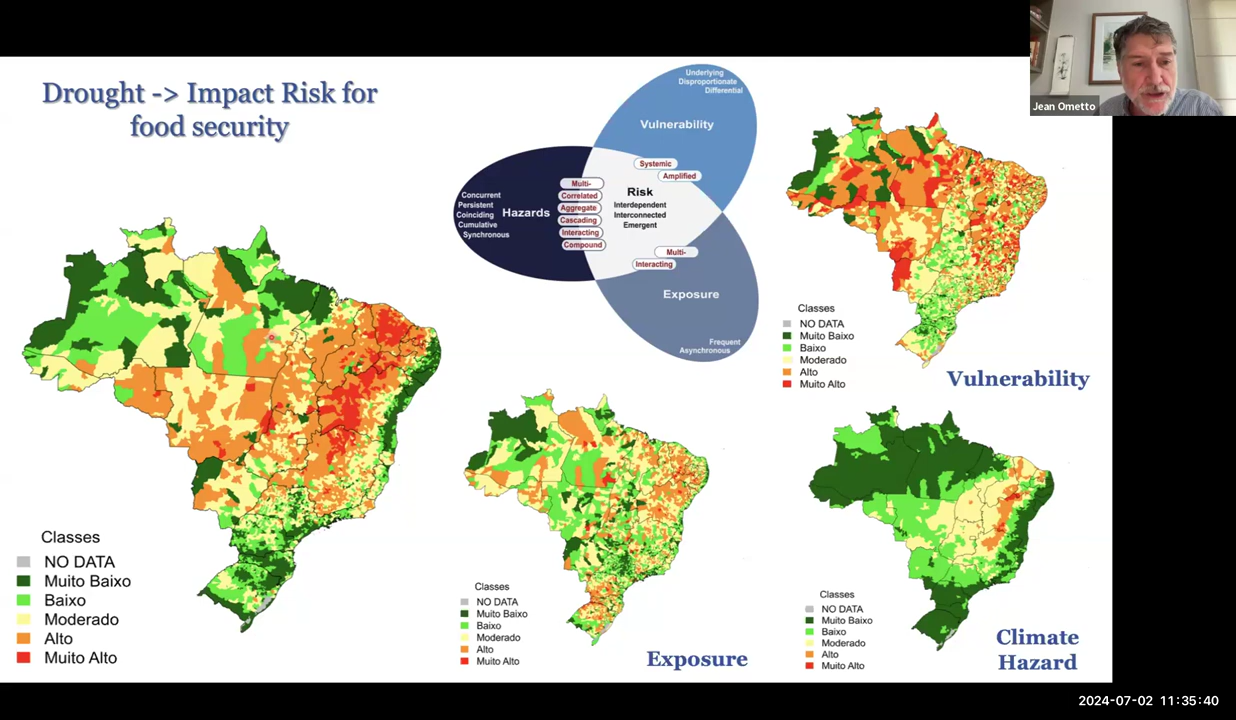 Drought -> Impact Risk for
food security
Underlying
Disproportionate
Differential
Vulnerability
Systemic
Amplified
Multi-
Correlated
Aggregate
Cascading
Interacting
Compound
Risk
Interdependent
Interconnected
Emergent
Concurrent
Persistent
Coinciding
Cumulative
Synchronous
Hazards
Multi-
Interacting
Exposure
Frequent
Asynchronous
Jean Ometto
Classes
NO DATA
Muito Baixo
Baixo
Moderado
Alto
Muito Alto
Vulnerability
Classes
NO DATA
Muito Baixo
Baixo
Moderado
Alto
Muito Alto
Classes
NO DATA
Muito Baixo
Baixo
Moderado
Alto
Muito Alto
Exposure
Classes
NO DATA
Muito Baixo
Baixo
Moderado
Alto
Muito Alto
Climate
Hazard
2024-07-02 11:35:40